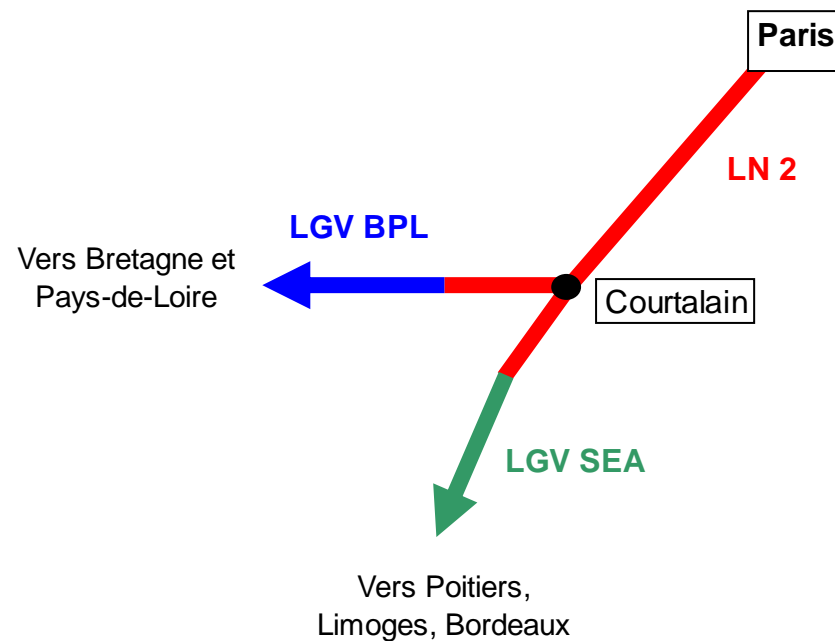 Paris
LN 2
LGV BPL
Vers Bretagne et
Pays-de-Loire
Courtalain
LGV SEA
Vers Poitiers,
Limoges, Bordeaux